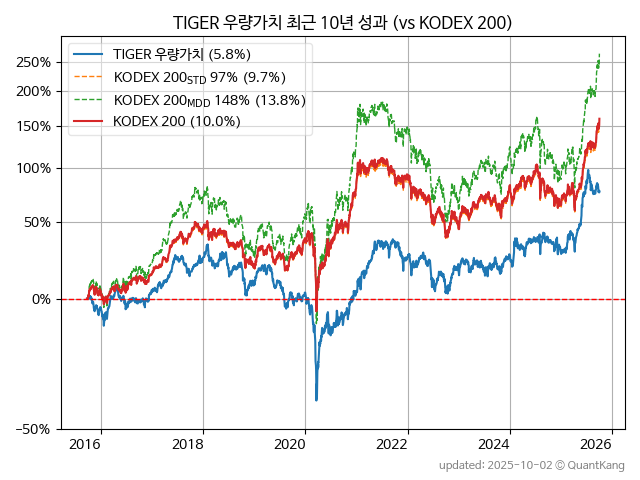 TIGER 우량가치 최근 10년 성과 (vs KODEX 200)
TIGER 우량가치 (5.8%)
KODEX 200STD 97% (9.7%)
KODEX 200MDD 148% (13.8%)
KODEX 200 (10.0%)
250%
200%
150%
100%
50%
0%
−50%
2016 2018 2020 2022 2024 2026
updated: 2025-10-02 © QuantKang